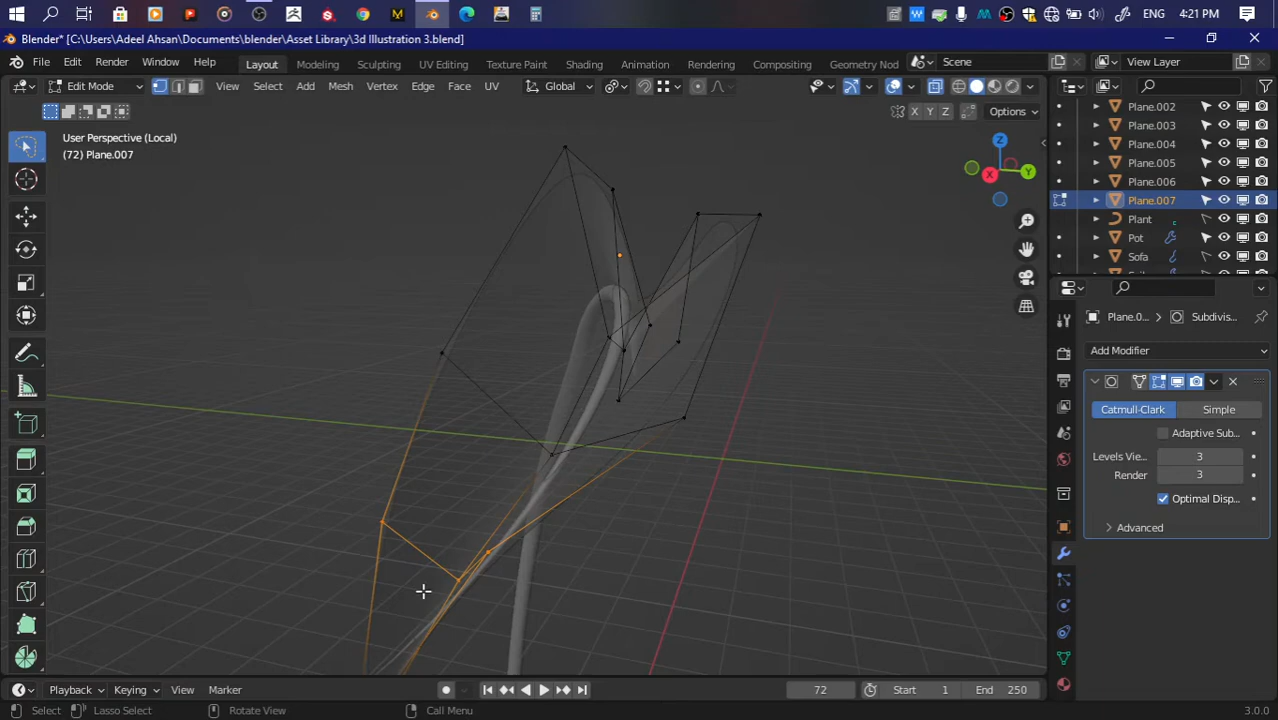 ENG
4:21 PM
Blender* [C:\Users\Adeel Ahsan\Documents\blender\Asset Library\3d Illustration 3.blend]
File Edit Render Window Help
Layout Modeling Sculpting UV Editing Texture Paint Shading Animation Rendering Compositing Geometry Nod
Scene
View Layer
Edit Mode
View Select Add Mesh Vertex Edge Face UV
Global
X Y Z
Options
User Perspective (Local)
(72) Plane.007
Z
X
Y
Plane.002
Plane.003
Plane.004
Plane.005
Plane.006
Plane.007
Plant
Pot
Sofa
Plane.0...
Subdivis...
Add Modifier
Catmull-Clark
Simple
Adaptive Sub...
Levels Vie...
3
Render
3
Optimal Disp...
Advanced
Playback Keying View Marker
72
Start 1
End 250
Select
Lasso Select
Rotate View
Call Menu
3.0.0